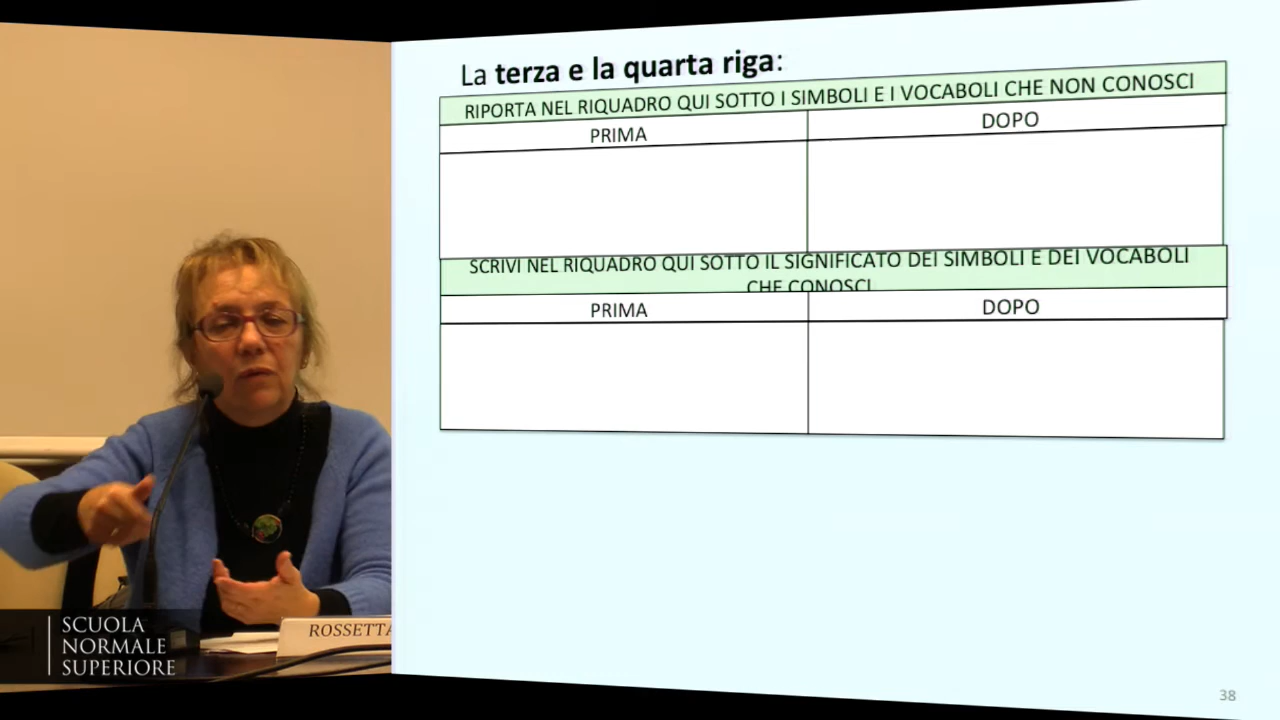 La terza e la quarta riga:
RIPORTA NEL RIQUADRO QUI SOTTO I SIMBOLI E I VOCABOLI CHE NON CONOSCI
PRIMA DOPO
SCRIVI NEL RIQUADRO QUI SOTTO IL SIGNIFICATO DEI SIMBOLI E DEI VOCABOLI
CHE CONOSCI
PRIMA DOPO
SCUOLA
NORMALE
SUPERIORE
ROSSETTA
38